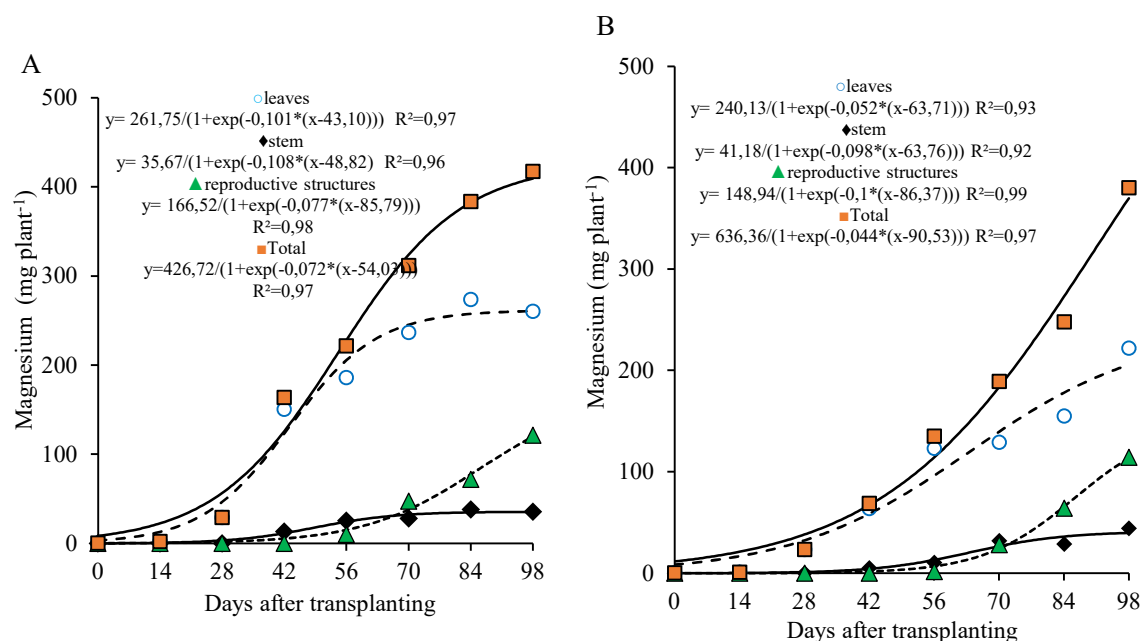 A
Magnesium (mg plant-1)
500
400
300
200
100
0
leaves
y= 261,75/(1+exp(-0,101*(x-43,10))) R²=0,97
stem
y= 35,67/(1+exp(-0,108*(x-48,82) R²=0,96
reproductive structures
y= 166,52/(1+exp(-0,077*(x-85,79)))
R²=0,98
Total
y=426,72/(1+exp(-0,072*(x-54,03)))
R²=0,97
0 14 28 42 56 70 84 98
Days after transplanting
B
Magnesium (mg plant-1)
500
400
300
200
100
0
leaves
y= 240,13/(1+exp(-0,052*(x-63,71))) R²=0,93
stem
y= 41,18/(1+exp(-0,098*(x-63,76))) R²=0,92
reproductive structures
y= 148,94/(1+exp(-0,1*(x-86,37))) R²=0,99
Total
y= 636,36/(1+exp(-0,044*(x-90,53))) R²=0,97
0 14 28 42 56 70 84 98
Days after transplanting